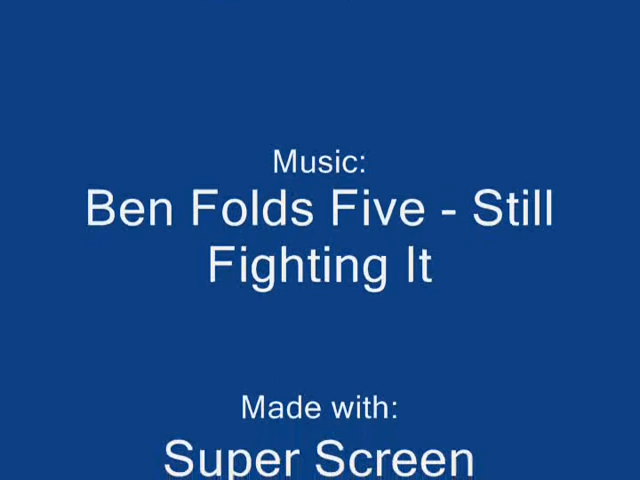 Music:
Ben Folds Five - Still
Fighting It
Made with:
Super Screen